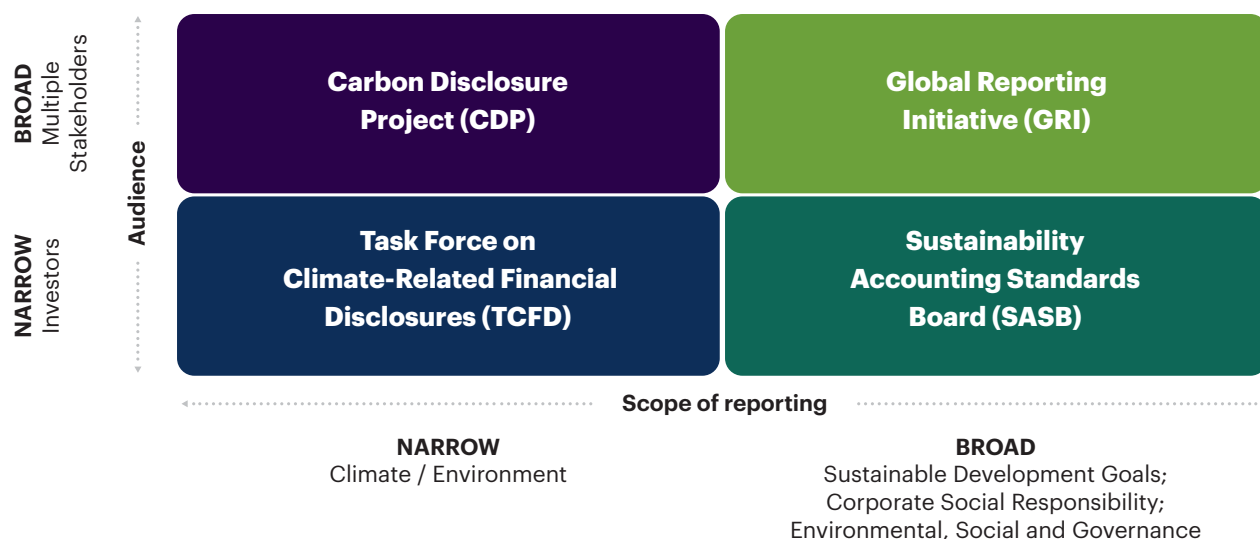 BROAD
Multiple
Stakeholders
Carbon Disclosure
Project (CDP)
Global Reporting
Initiative (GRI)
Audience
NARROW
Investors
Task Force on
Climate-Related Financial
Disclosures (TCFD)
Sustainability
Accounting Standards
Board (SASB)
Scope of reporting
NARROW
Climate / Environment
BROAD
Sustainable Development Goals;
Corporate Social Responsibility;
Environmental, Social and Governance